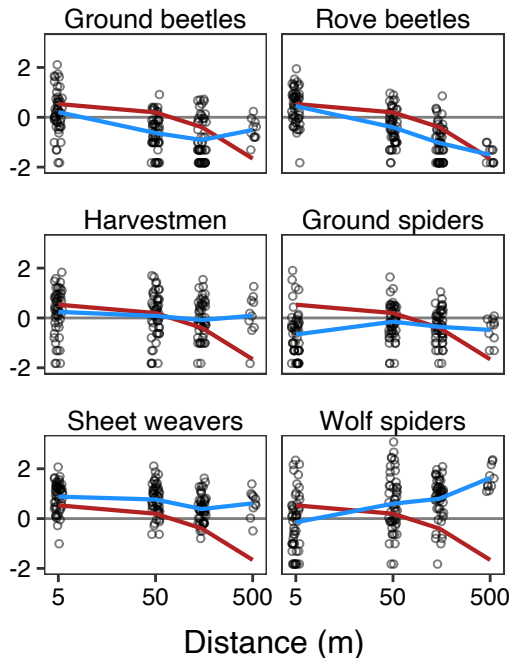 Ground beetles Rove beetles
2
0
-2
Harvestmen Ground spiders
2
0
-2
Sheet weavers Wolf spiders
2
0
-2
5 50 500 5 50 500
Distance (m)